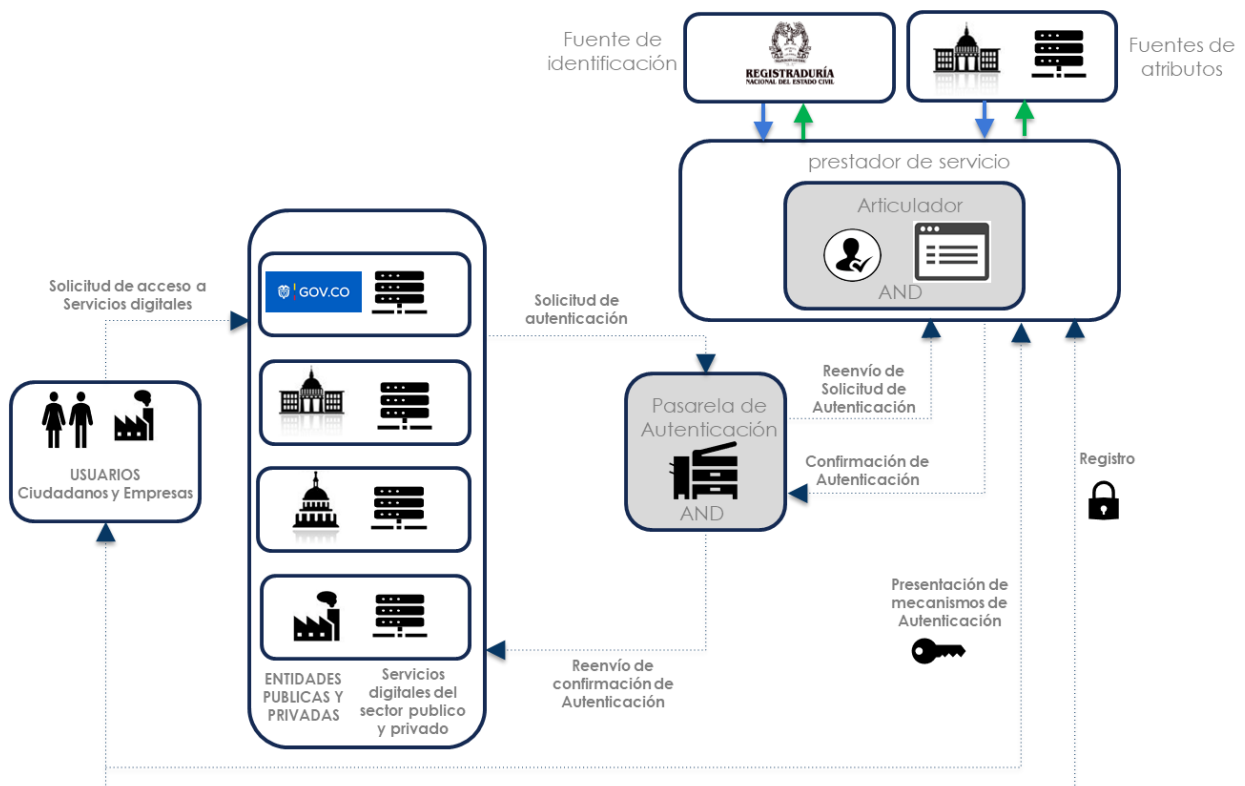 Fuente de
identificación
REGISTRADURÍA
NACIONAL DEL ESTADO CIVIL
Fuentes de
atributos
prestador de servicio
Articulador
AND
Solicitud de acceso a
Servicios digitales
GOV.CO
Solicitud de
autenticación
Reenvío de
Solicitud de
Autenticación
Pasarela de
Autenticación
AND
Confirmación de
Autenticación
Registro
USUARIOS
Ciudadanos y Empresas
Presentación de
mecanismos de
Autenticación
Reenvío de
confirmación de
Autenticación
ENTIDADES
PUBLICAS Y
PRIVADAS
Servicios
digitales del
sector publico
y privado